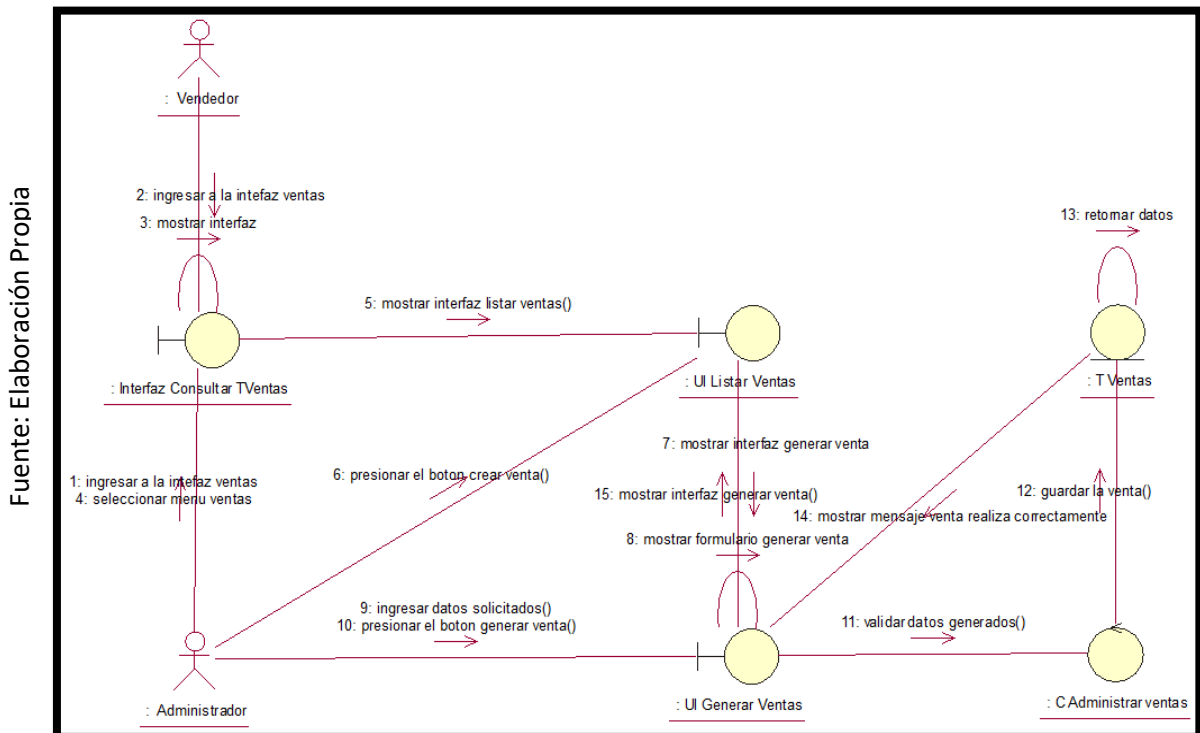 Fuente: Elaboración Propia
: Vendedor
2: ingresar a la intefaz ventas
3: mostrar interfaz
13: retornar datos
5: mostrar interfaz listar ventas()
: Interfaz Consultar TVentas
: UI Listar Ventas
: T Ventas
7: mostrar interfaz generar venta
6: presionar el boton crear venta()
1: ingresar a la intefaz ventas
4: seleccionar menu ventas
15: mostrar interfaz generar venta()
12: guardar la venta()
14: mostrar mensaje venta realiza correctamente
8: mostrar formulario generar venta
9: ingresar datos solicitados()
10: presionar el boton generar venta()
11: validar datos generados()
: Administrador
: UI Generar Ventas
: C Administrar ventas